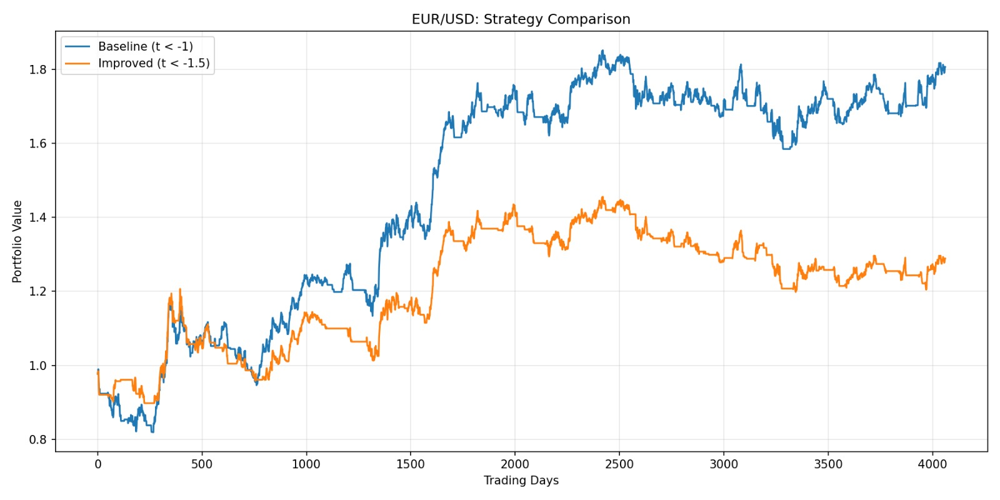 EUR/USD: Strategy Comparison
Baseline (t < -1)
Improved (t < -1.5)
Portfolio Value
1.8
1.6
1.4
1.2
1.0
0.8
0 500 1000 1500 2000 2500 3000 3500 4000
Trading Days